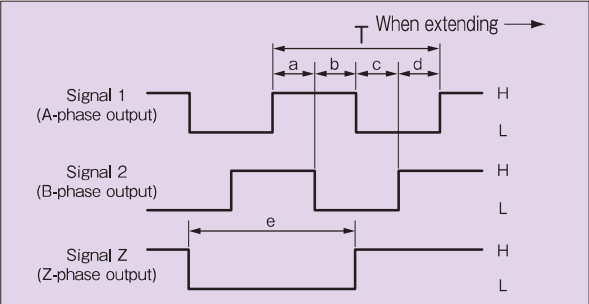 When extending
T
a b c d
Signal 1
(A-phase output)
H
L
Signal 2
(B-phase output)
H
L
e
Signal Z
(Z-phase output)
H
L